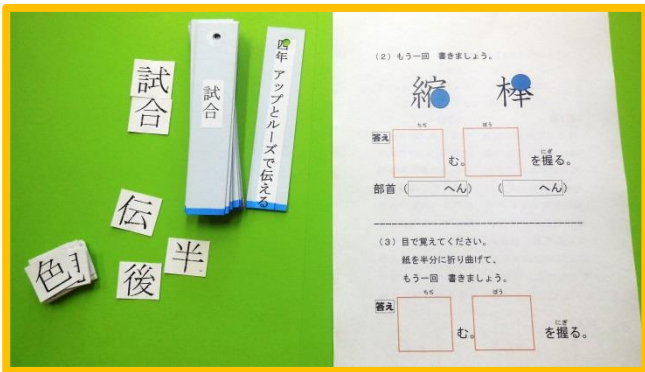 試
合
試合
四年 アップとルーズで伝える
伝
半
後
色
(2) もう一回 書きましょう。
縮 棒
ちぢ ぼう にぎ
答え む。 を握る。
部首 ( へん) ( へん)
(3) 目で覚えてください。
紙を半分に折り曲げて、
もう一回 書きましょう。
ちぢ ぼう にぎ
答え む。 を握る。